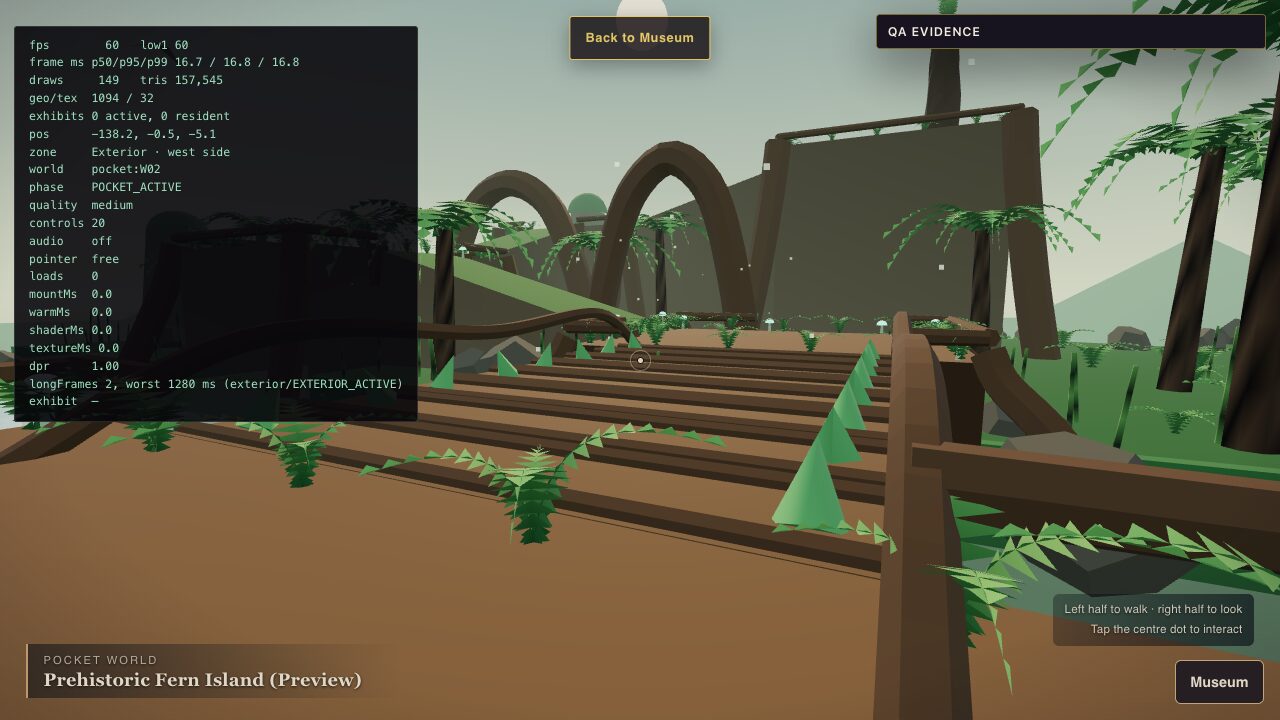 fps 60 low1 60
frame ms p50/p95/p99 16.7 / 16.8 / 16.8
draws 149 tris 157,545
geo/tex 1094 / 32
exhibits 0 active, 0 resident
pos −138.2, −0.5, −5.1
zone Exterior · west side
world pocket:W02
phase POCKET_ACTIVE
quality medium
controls 20
audio off
pointer free
loads 0
mountMs 0.0
warmMs 0.0
shaderMs 0.0
textureMs 0.0
dpr 1.00
longFrames 2, worst 1280 ms (exterior/EXTERIOR_ACTIVE)
exhibit —
Back to Museum
QA EVIDENCE
Left half to walk · right half to look
Tap the centre dot to interact
POCKET WORLD
Prehistoric Fern Island (Preview)
Museum